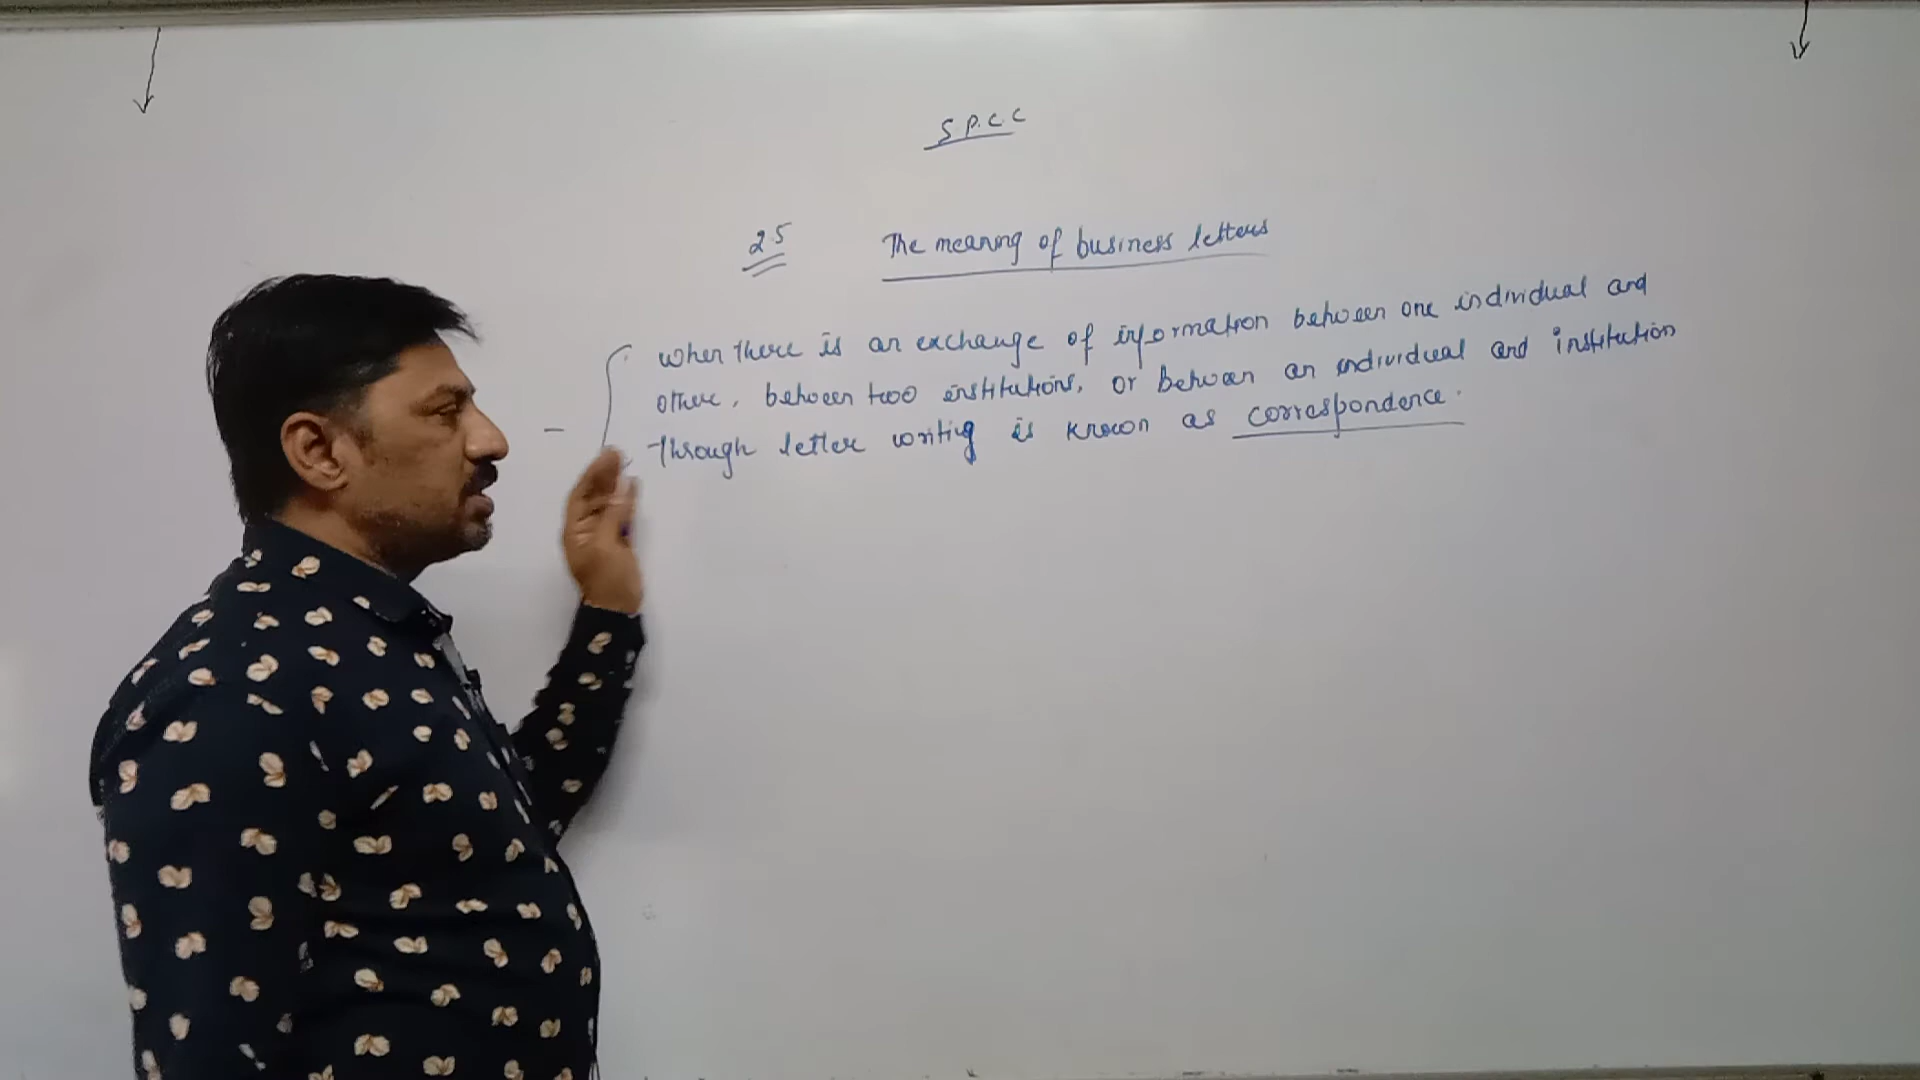 S P.C.C
25 The meaning of business letters
when there is an exchange of information between one individual and
other, between two institutions, or between an individual and institution
through letter writing is known as correspondence.